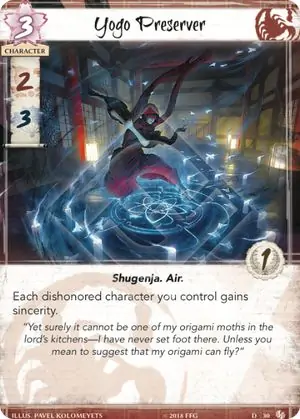 3
Yogo Preserver
CHARACTER
2
3
1
Shugenja. Air.
Each dishonored character you control gains
sincerity.
"Yet surely it cannot be one of my origami moths in the
lord's kitchens—I have never set foot there. Unless you
mean to suggest that my origami can fly?"
ILLUS. PAVEL KOLOMEYETS © 2018 FFG D 30